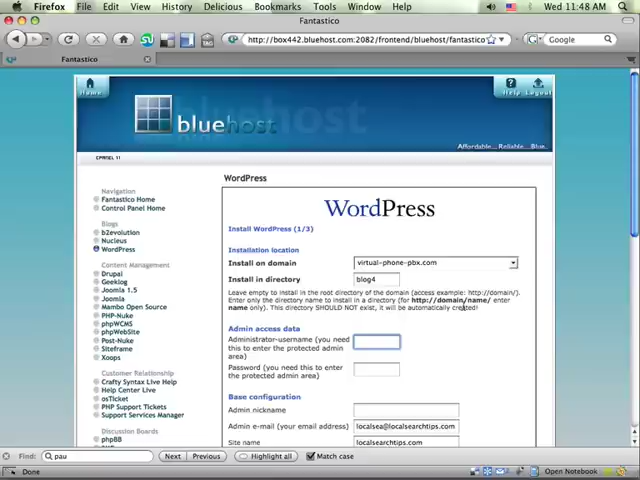 Firefox File Edit View History Delicious Bookmarks Tools Window Help Wed 11:48 AM
Fantastico
http://box442.bluehost.com:2082/frontend/bluehost/fantastico Google
Fantastico
Home Help Logout
bluehost
Affordable. Reliable. Blue.
CPANEL 11
WordPress
Navigation
Fantastico Home
Control Panel Home
Blogs
b2evolution
Nucleus
WordPress
Content Management
Drupal
Geeklog
Joomla 1.5
Joomla
Mambo Open Source
PHP-Nuke
phpWCMS
phpWebSite
Post-Nuke
Siteframe
Xoops
Customer Relationship
Crafty Syntax Live Help
Help Center Live
osTicket
PHP Support Tickets
Support Services Manager
Discussion Boards
phpBB
WordPress
Install WordPress (1/3)
Installation location
Install on domain virtual-phone-pbx.com
Install in directory blog4
Leave empty to install in the root directory of the domain (access example: http://domain/).
Enter only the directory name to install in a directory (for http://domain/name/ enter
name only). This directory SHOULD NOT exist, it will be automatically created!
Admin access data
Administrator-username (you need
this to enter the protected admin
area)
Password (you need this to enter
the protected admin area)
Base configuration
Admin nickname
Admin e-mail (your email address) localsea@localsearchtips.com
Site name localsearchtips.com
Find: pau Next Previous Highlight all Match case
Done Open Notebook